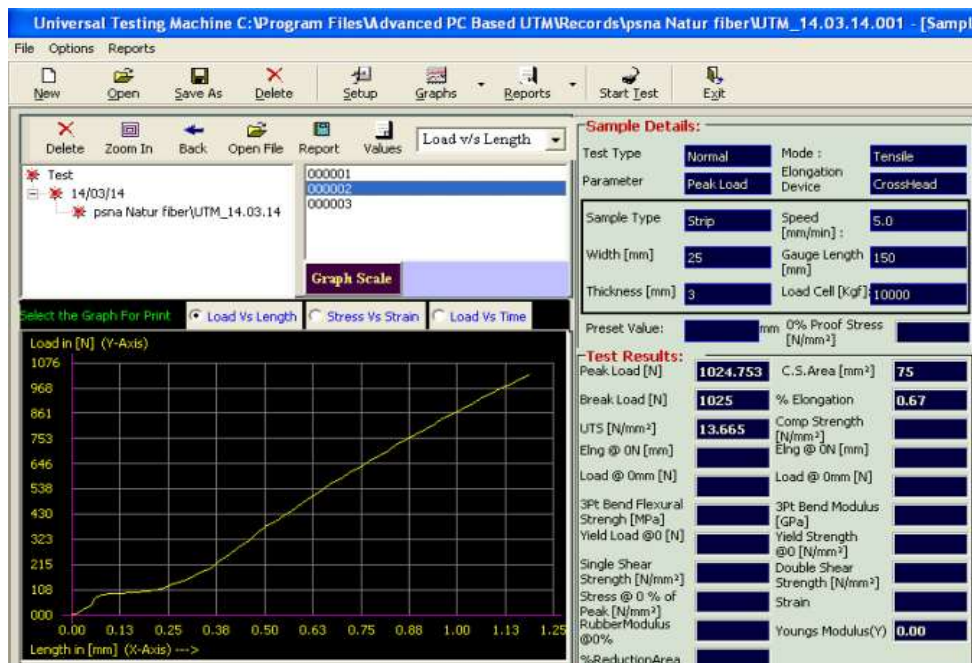 Universal Testing Machine C:\Program Files\Advanced PC Based UTM\Records\psna Natur fiber\UTM_14.03.14.001 - [Sampl
File Options Reports
New Open Save As Delete Setup Graphs Reports Start Test Exit
Delete Zoom In Back Open File Report Values Load v/s Length
Test
14/03/14
psna Natur fiber\UTM_14.03.14
000001
000002
000003
Graph Scale
Select the Graph For Print Load Vs Length Stress Vs Strain Load Vs Time
Load in [N] (Y-Axis)
1076
968
861
753
646
538
430
323
215
108
000
0.00 0.13 0.25 0.38 0.50 0.63 0.75 0.88 1.00 1.13 1.25
Length in [mm] (X-Axis) --->
Sample Details:
Test Type Normal Mode : Tensile
Parameter Peak Load Elongation Device CrossHead
Sample Type Strip Speed [mm/min] : 5.0
Width [mm] 25 Gauge Length [mm] 150
Thickness [mm] 3 Load Cell [Kgf]: 10000
Preset Value: mm 0% Proof Stress [N/mm²]
Test Results:
Peak Load [N] 1024.753 C.S.Area [mm²] 75
Break Load [N] 1025 % Elongation 0.67
UTS [N/mm²] 13.665 Comp Strength [N/mm²]
Elng @ 0N [mm] Elng @ 0N [mm]
Load @ 0mm [N] Load @ 0mm [N]
3Pt Bend Flexural Strengh [MPa] 3Pt Bend Modulus [GPa]
Yield Load @0 [N] Yield Strength @0 [N/mm²]
Single Shear Strength [N/mm²] Double Shear Strength [N/mm²]
Stress @ 0 % of Peak [N/mm²] Strain
RubberModulus @0% Youngs Modulus(Y) 0.00
%ReductionArea